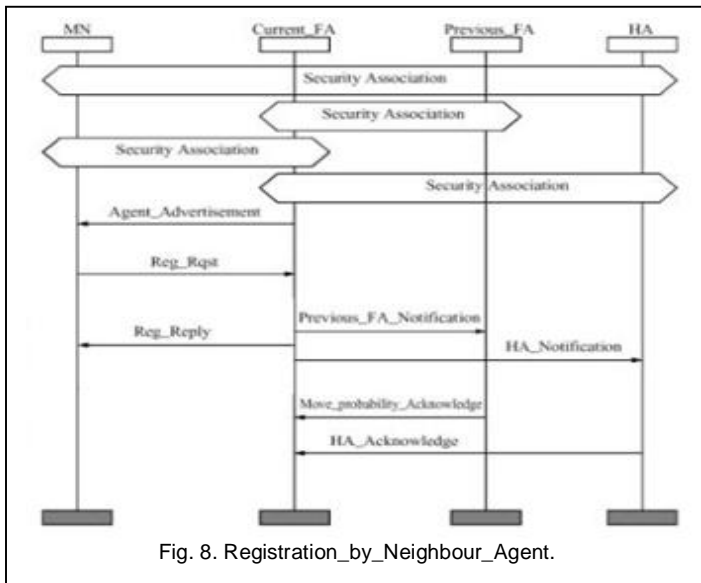 MN Current_FA Previous_FA HA
Security Association
Security Association
Security Association
Security Association
Agent_Advertisement
Reg_Rqst
Previous_FA_Notification
Reg_Reply
HA_Notification
Move_probability_Acknowledge
HA_Acknowledge
Fig. 8. Registration_by_Neighbour_Agent.